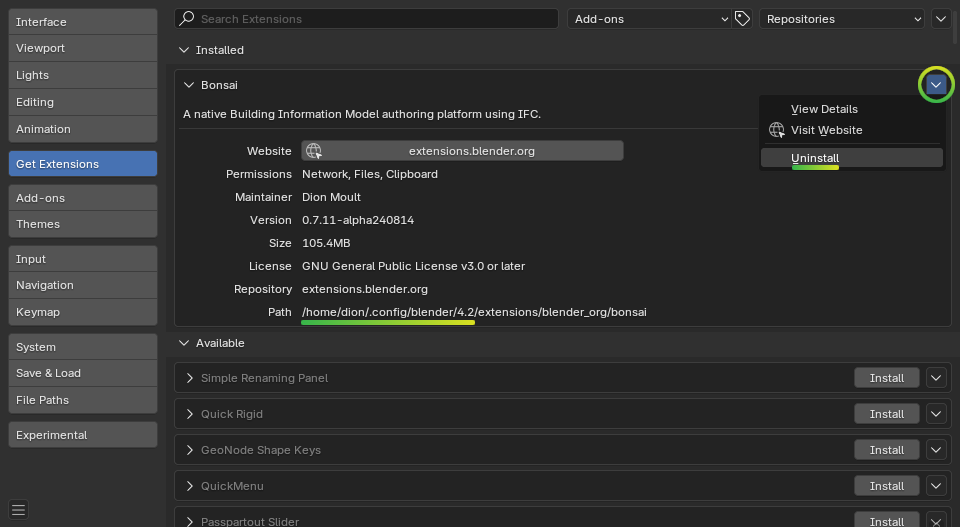 Interface
Viewport
Lights
Editing
Animation
Get Extensions
Add-ons
Themes
Input
Navigation
Keymap
System
Save & Load
File Paths
Experimental
Search Extensions
Add-ons
Repositories
Installed
Bonsai
A native Building Information Model authoring platform using IFC.
View Details
Visit Website
Uninstall
Website extensions.blender.org
Permissions Network, Files, Clipboard
Maintainer Dion Moult
Version 0.7.11-alpha240814
Size 105.4MB
License GNU General Public License v3.0 or later
Repository extensions.blender.org
Path /home/dion/.config/blender/4.2/extensions/blender_org/bonsai
Available
Simple Renaming Panel Install
Quick Rigid Install
GeoNode Shape Keys Install
QuickMenu Install
Passpartout Slider Install